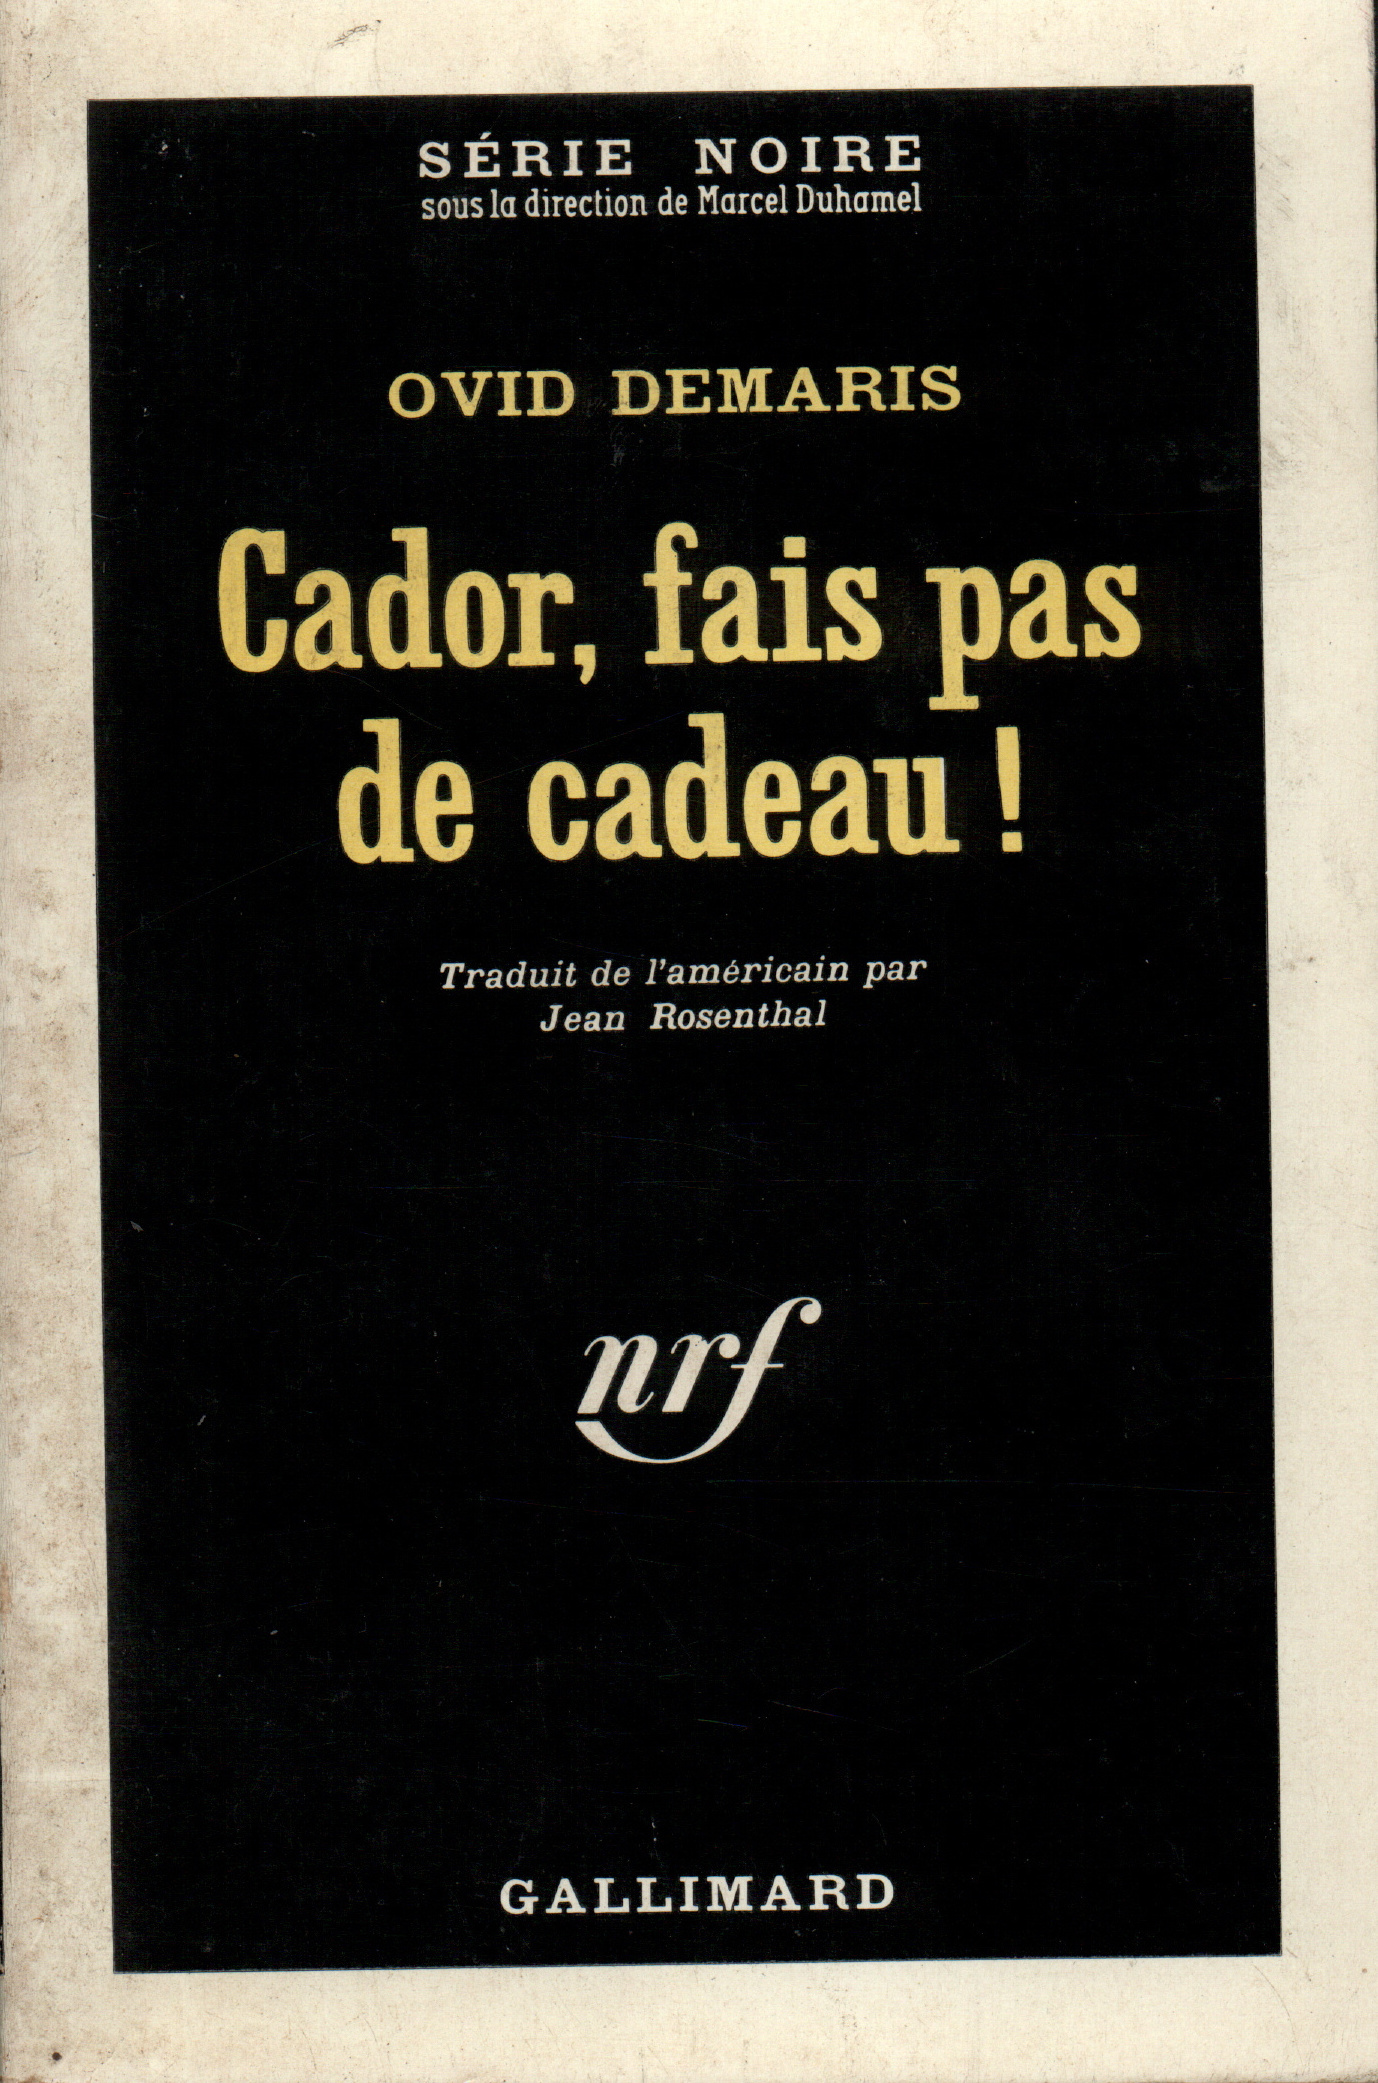 SÉRIE NOIRE
sous la direction de Marcel Duhamel
OVID DEMARIS
Cador, fais pas
de cadeau !
Traduit de l'américain par
Jean Rosenthal
nrf
GALLIMARD